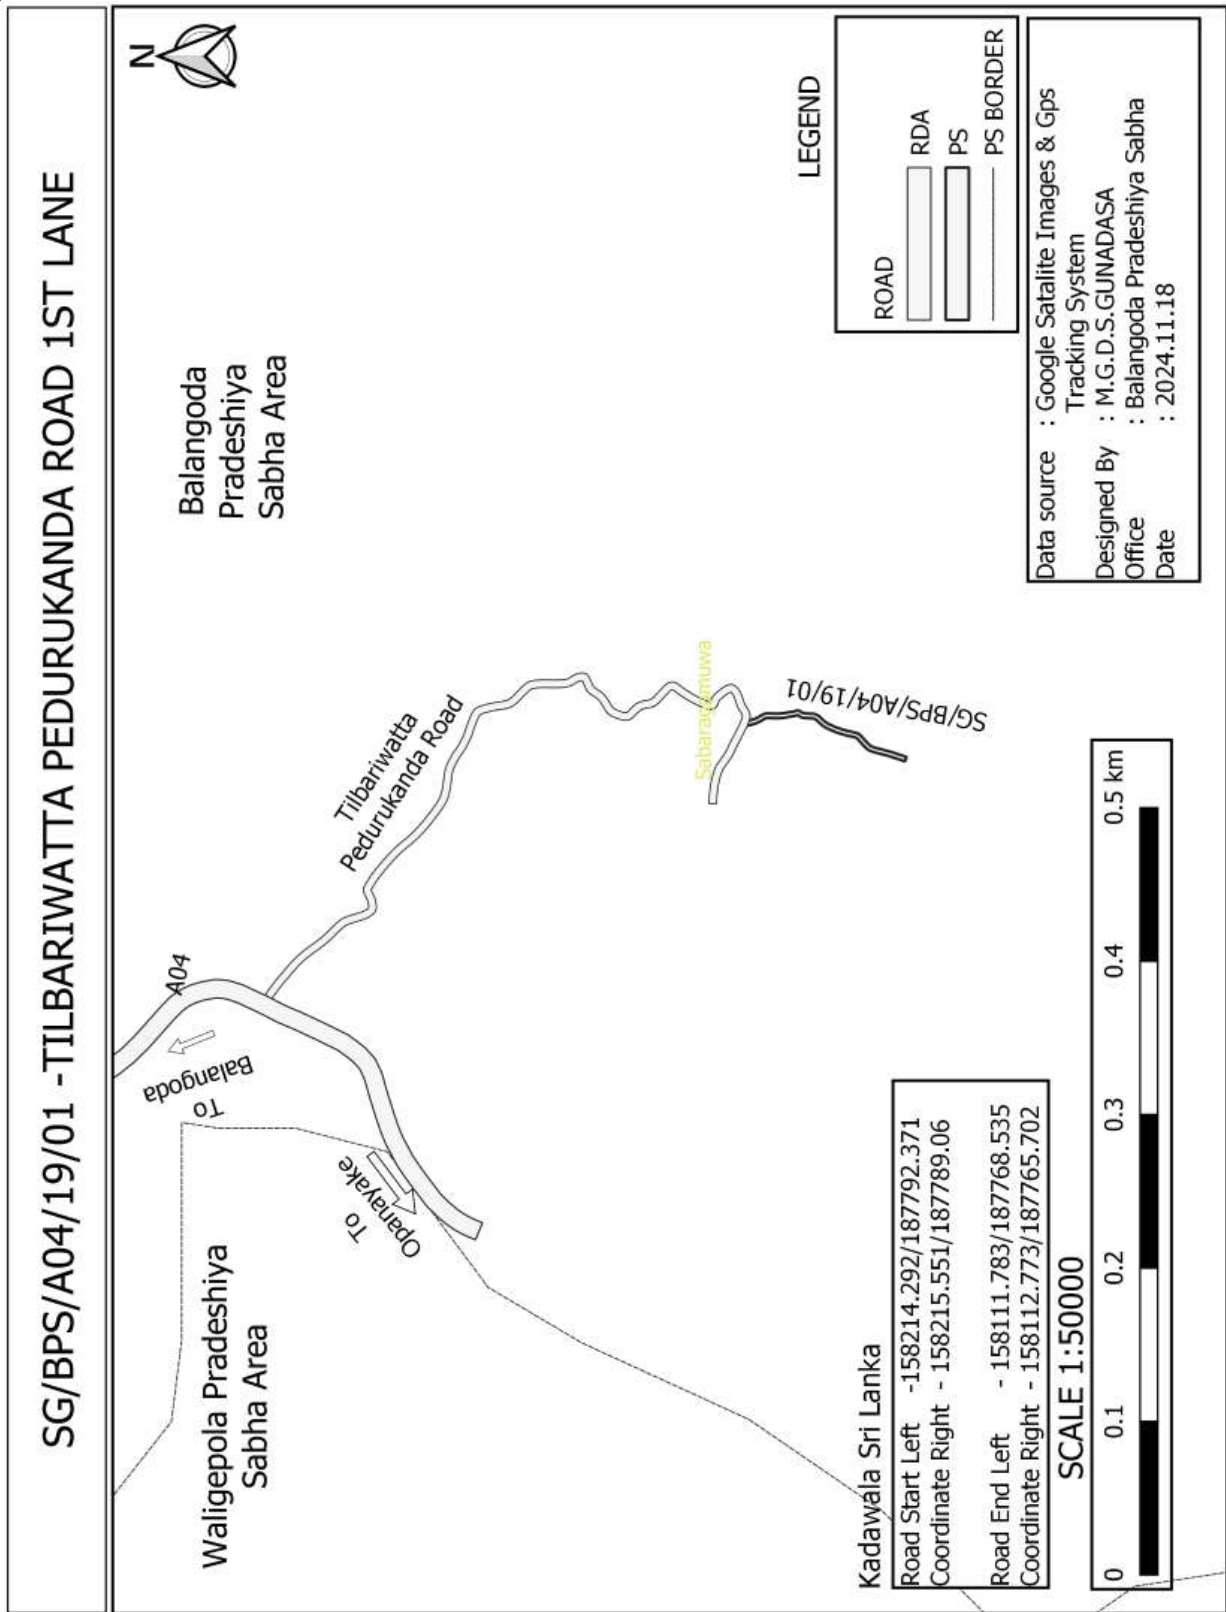 SG/BPS/A04/19/01 -TILBARIWATTA PEDURUKANDA ROAD 1ST LANE
N
Balangoda
Pradeshiya
Sabha Area
A04
To
Balangoda
Waligepola Pradeshiya
Sabha Area
To
Opanayake
Tilbariwatta
Pedurukanda Road
Sabaragamuwa
SG/BPS/A04/19/01
LEGEND
ROAD
RDA
PS
PS BORDER
Kadawala Sri Lanka
Road Start Left -158214.292/187792.371
Coordinate Right - 158215.551/187789.06
Road End Left - 158111.783/187768.535
Coordinate Right - 158112.773/187765.702
SCALE 1:50000
0 0.1 0.2 0.3 0.4 0.5 km
Data source : Google Satalite Images & Gps
Tracking System
Designed By : M.G.D.S.GUNADASA
Office : Balangoda Pradeshiya Sabha
Date : 2024.11.18